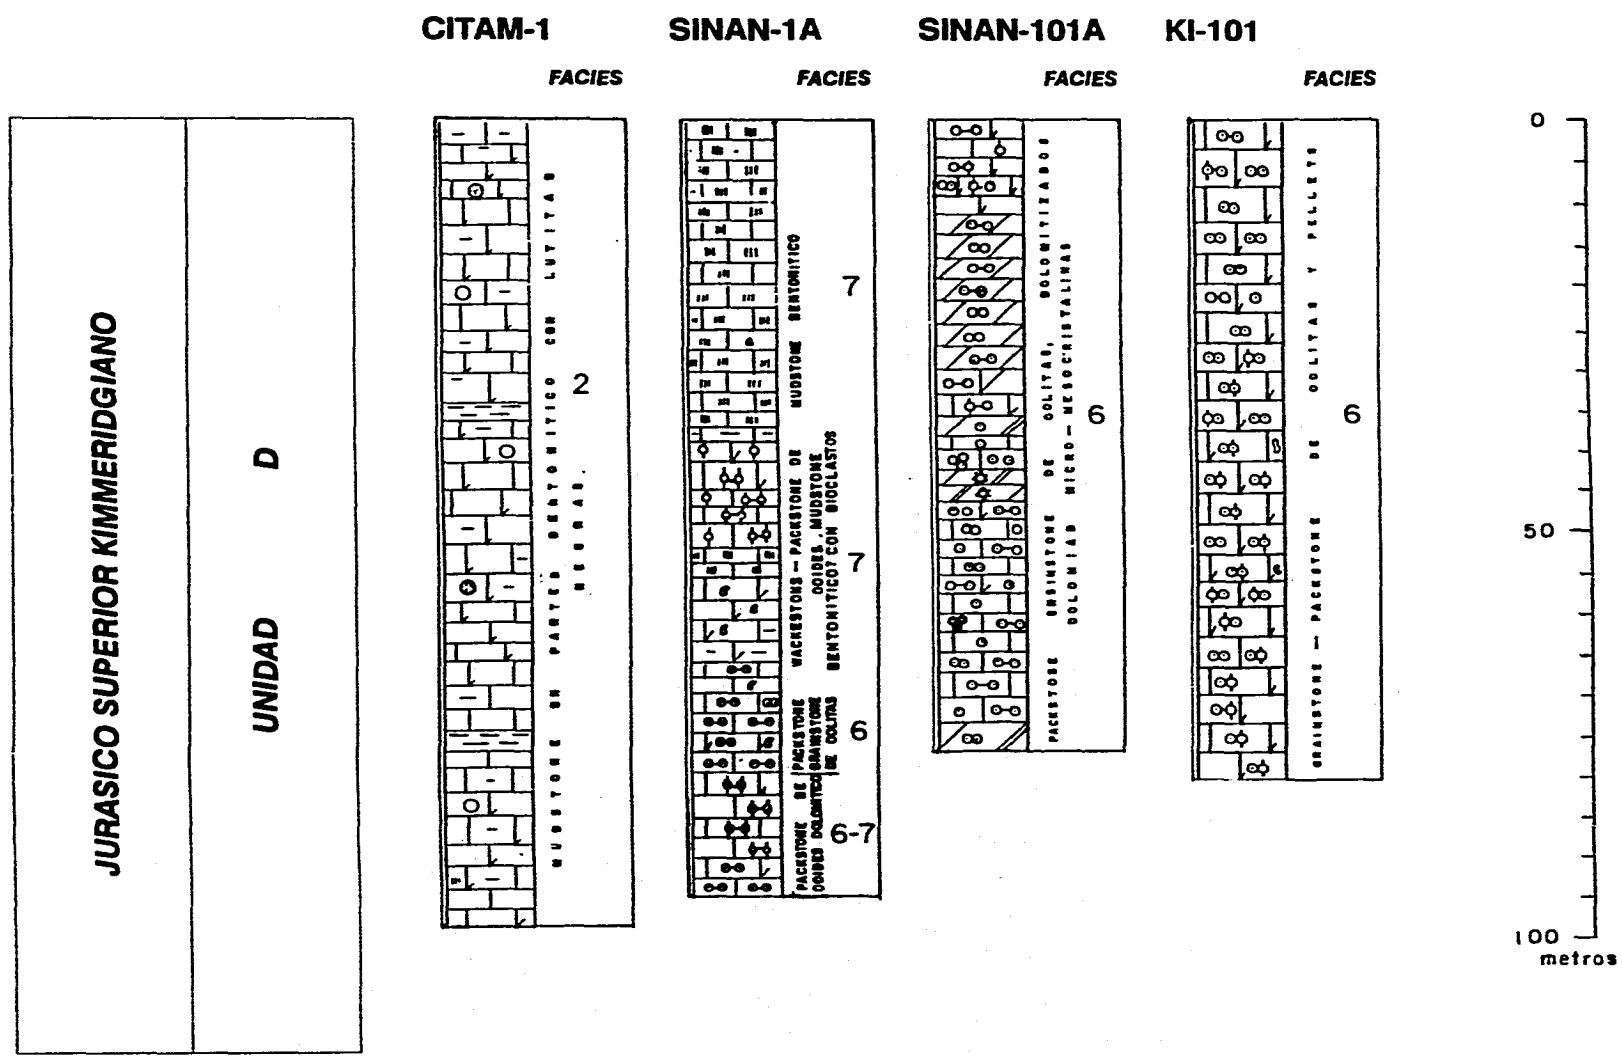 CITAM-1
SINAN-1A
SINAN-101A
KI-101
FACIES
FACIES
FACIES
FACIES
JURASICO SUPERIOR KIMMERIDGIANO
UNIDAD D
MUDSTONE EN PARTES BENTONITICO CON LUTITAS
NEGRAS.
2
MUDSTONE BENTONITICO
7
WACKESTONS - PACKSTONE DE
OOIDES, MUDSTONE
BENTONITICO? CON BIOCLASTOS
7
PACKSTONE
GRAINSTONE
DE OOLITAS
6
PACKSTONE DE
OOIDES DOLOMITICO
6-7
PACKSTONE GRSINSTONE DE OOLITAS, DOLOMITIZADOS
DOLOMIAS MICRO - MESOCRISTALINAS
6
GRAINSTONE - PACKSTONE DE OOLITAS Y PELLETS
6
0
50
100
metros